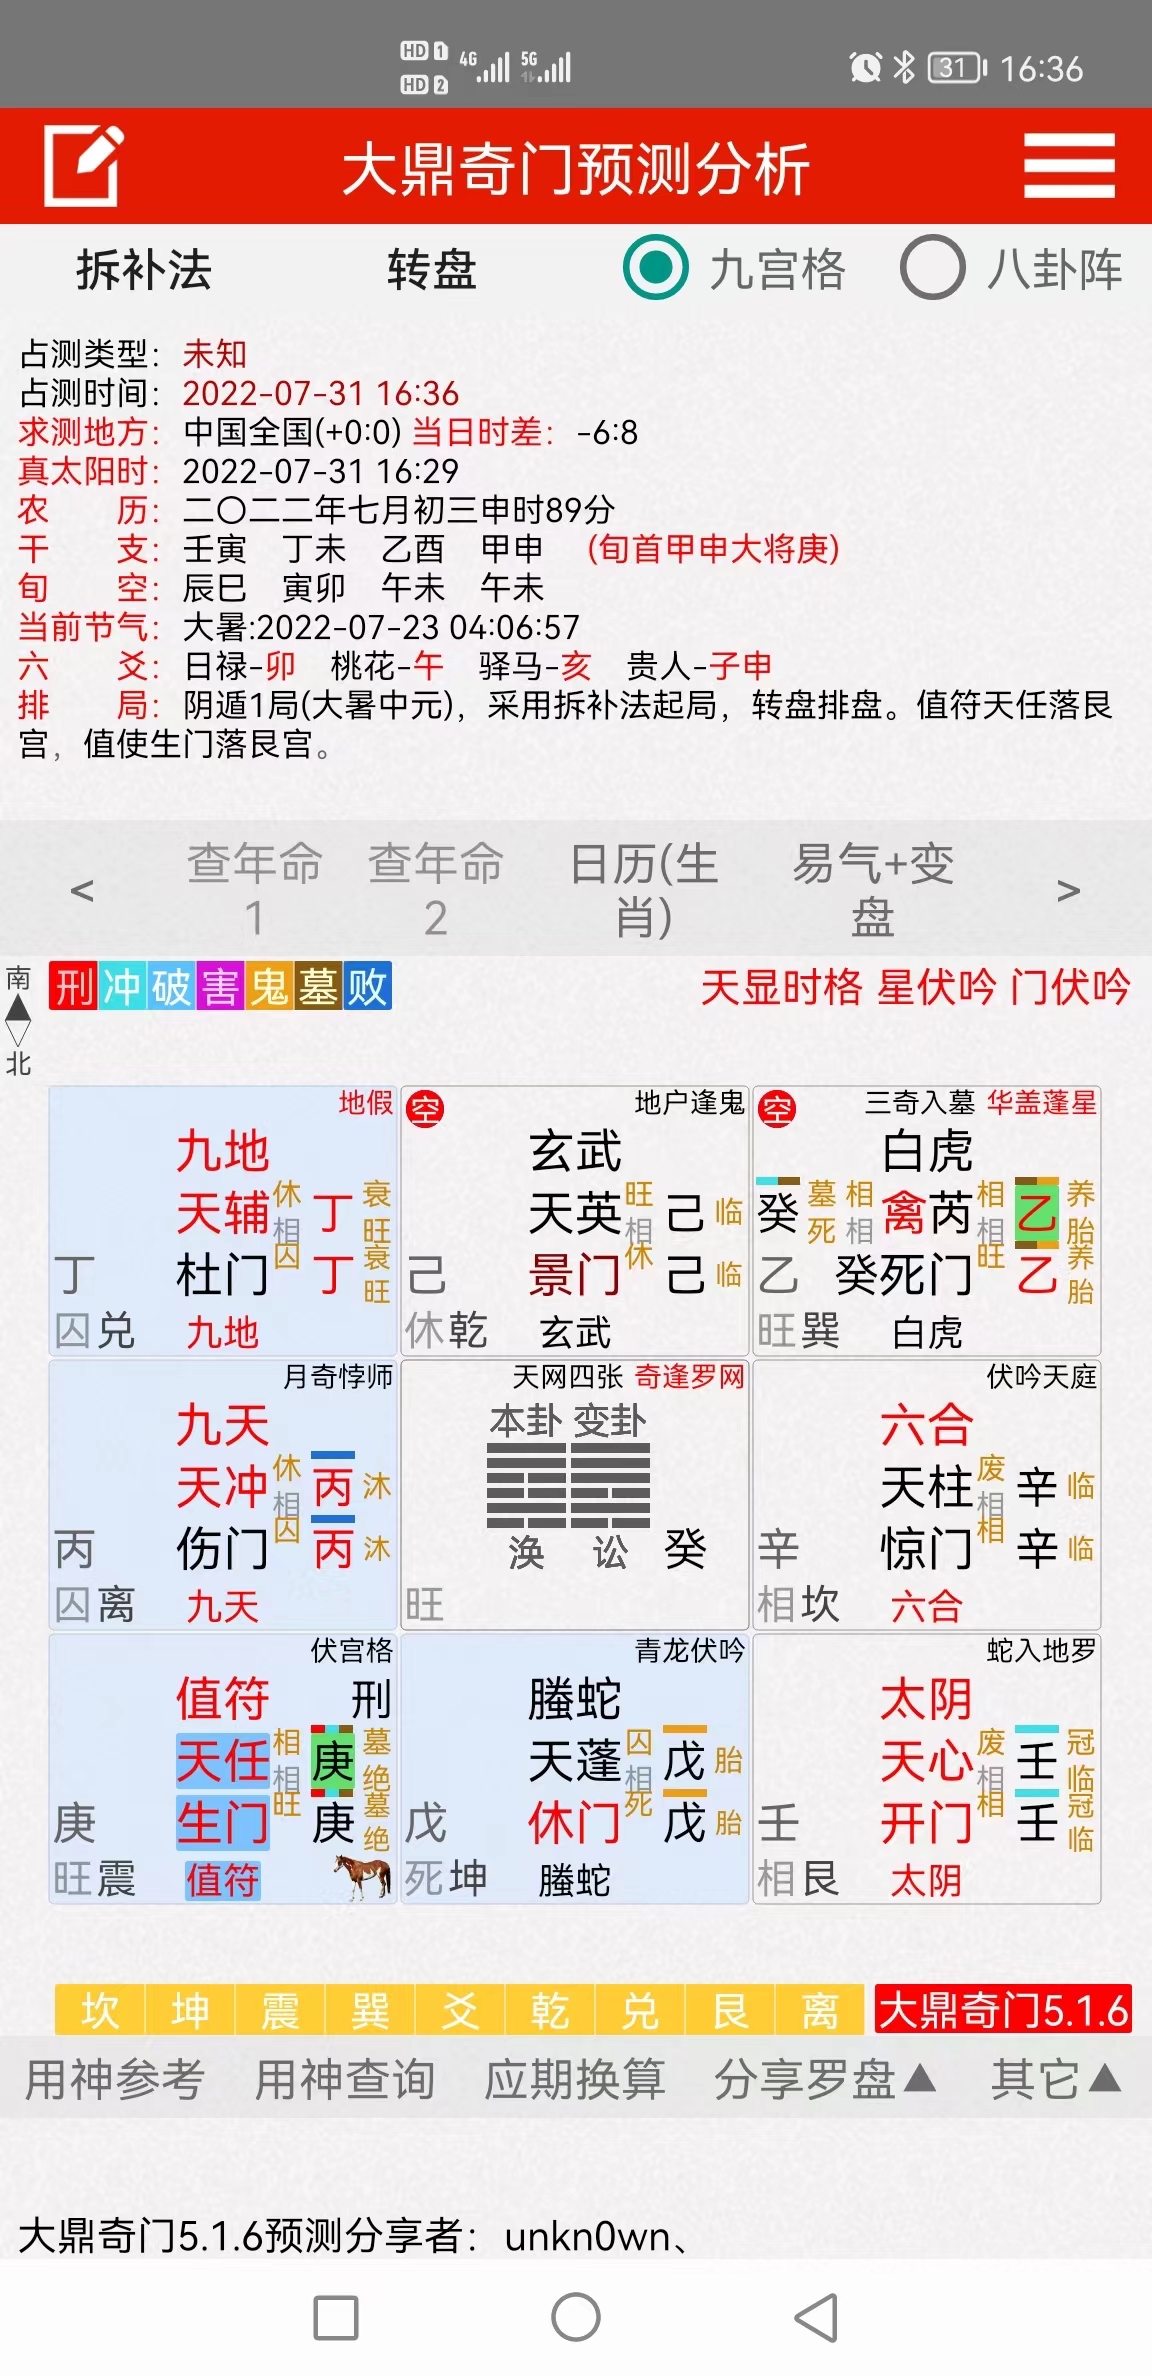 HD 1 4G 5G 31 16:36
HD 2
大鼎奇门预测分析
拆补法 转盘 九宫格 八卦阵
占测类型：未知
占测时间：2022-07-31 16:36
求测地方：中国全国(+0:0) 当日时差：-6:8
真太阳时：2022-07-31 16:29
农历：二〇二二年七月初三申时89分
干支：壬寅 丁未 乙酉 甲申 (旬首甲申大将庚)
旬空：辰巳 寅卯 午未 午未
当前节气：大暑:2022-07-23 04:06:57
六爻：日禄-卯 桃花-午 驿马-亥 贵人-子申
排局：阴遁1局(大暑中元)，采用拆补法起局，转盘排盘。值符天任落艮
宫，值使生门落艮宫。
< 查年命 查年命 日历(生 易气+变 >
1 2 肖) 盘
南 刑 冲 破 害 鬼 墓 败 天显时格 星伏吟 门伏吟
北
地假
九地
天辅 休 相 丁 衰 旺
丁 杜门 囚 丁 衰 旺
囚 兑 九地
空 地户逢鬼
玄武
天英 旺 相 己 临
己 景门 休 己 临
休 乾 玄武
空 三奇入墓 华盖蓬星
白虎
癸 墓 死 相 相 禽芮 相 相 乙 养 胎
乙 癸死门 旺 乙 养 胎
旺 巽 白虎
月奇悖师
九天
天冲 休 相 丙 沐
丙 伤门 囚 丙 沐
囚 离 九天
天网四张 奇逢罗网
本卦 变卦
涣 讼 癸
旺
伏吟天庭
六合
天柱 废 相 辛 临
辛 惊门 相 辛 临
相 坎 六合
伏宫格
值符 刑
天任 相 相 庚 墓 绝
庚 生门 旺 庚 墓 绝
旺 震 值符
青龙伏吟
螣蛇
天蓬 囚 相 戊 胎
戊 休门 死 戊 胎
死 坤 螣蛇
蛇入地罗
太阴
天心 废 相 壬 冠 临
壬 开门 相 壬 冠 临
相 艮 太阴
坎 坤 震 巽 爻 乾 兑 艮 离 大鼎奇门5.1.6
用神参考 用神查询 应期换算 分享罗盘▲ 其它▲
大鼎奇门5.1.6预测分享者：unkn0wn、